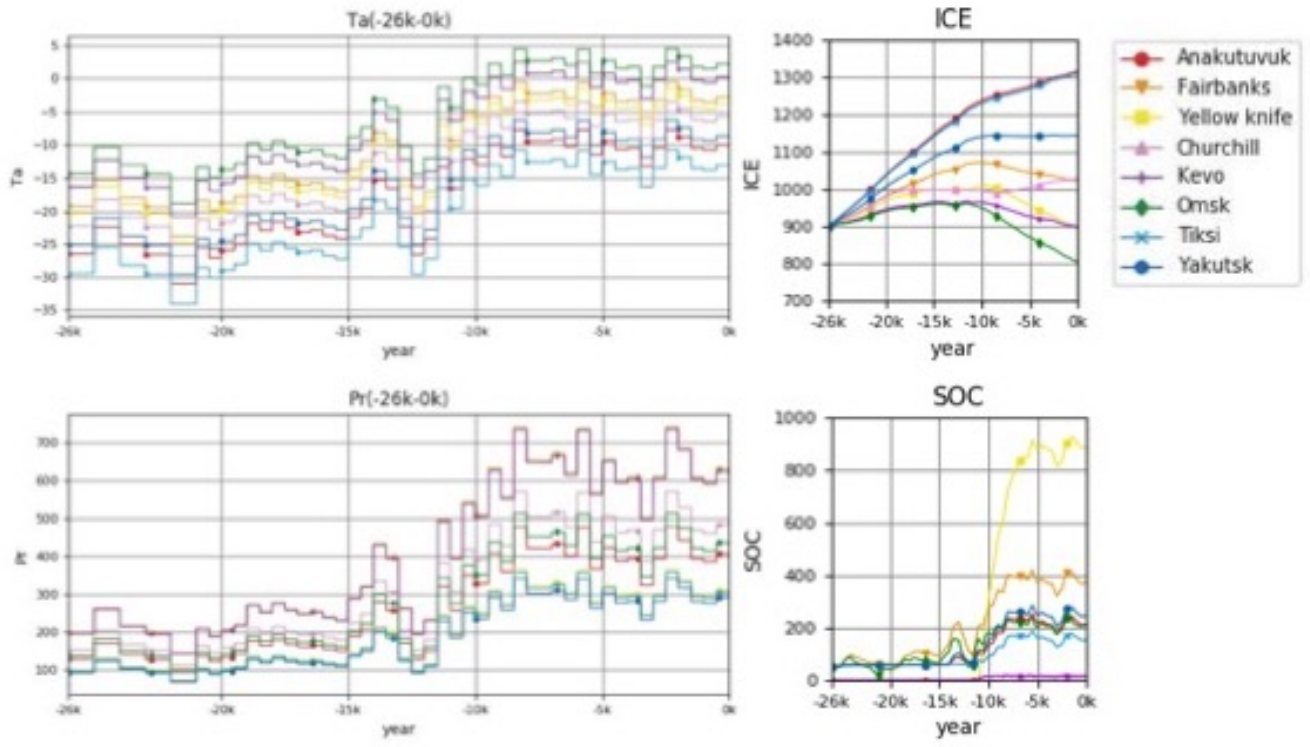 Ta(-26k-0k)
5
0
−5
−10
−15
−20
−25
−30
−35
Ta
-26k
-20k
-15k
-10k
-5k
0k
year
ICE
1400
1300
1200
1100
1000
900
800
700
ICE
-26k
-20k
-15k
-10k
-5k
0k
year
Anakutuvuk
Fairbanks
Yellow knife
Churchill
Kevo
Omsk
Tiksi
Yakutsk
Pr(-26k-0k)
700
600
500
400
300
200
100
Pr
-26k
-20k
-15k
-10k
-5k
0k
year
SOC
1000
800
600
400
200
0
SOC
-26k
-20k
-15k
-10k
-5k
0k
year